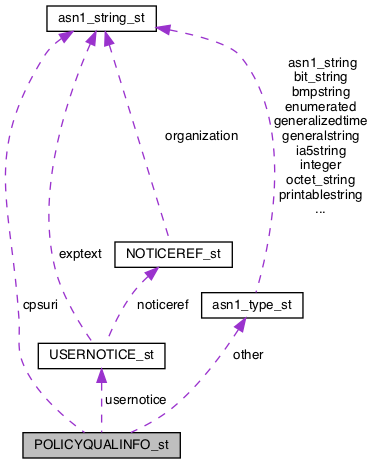 asn1_string_st
asn1_string
bit_string
bmpstring
enumerated
generalizedtime
generalstring
ia5string
integer
octet_string
printablestring
...
organization
exptext
NOTICEREF_st
cpsuri
noticeref
asn1_type_st
USERNOTICE_st
other
usernotice
POLICYQUALINFO_st